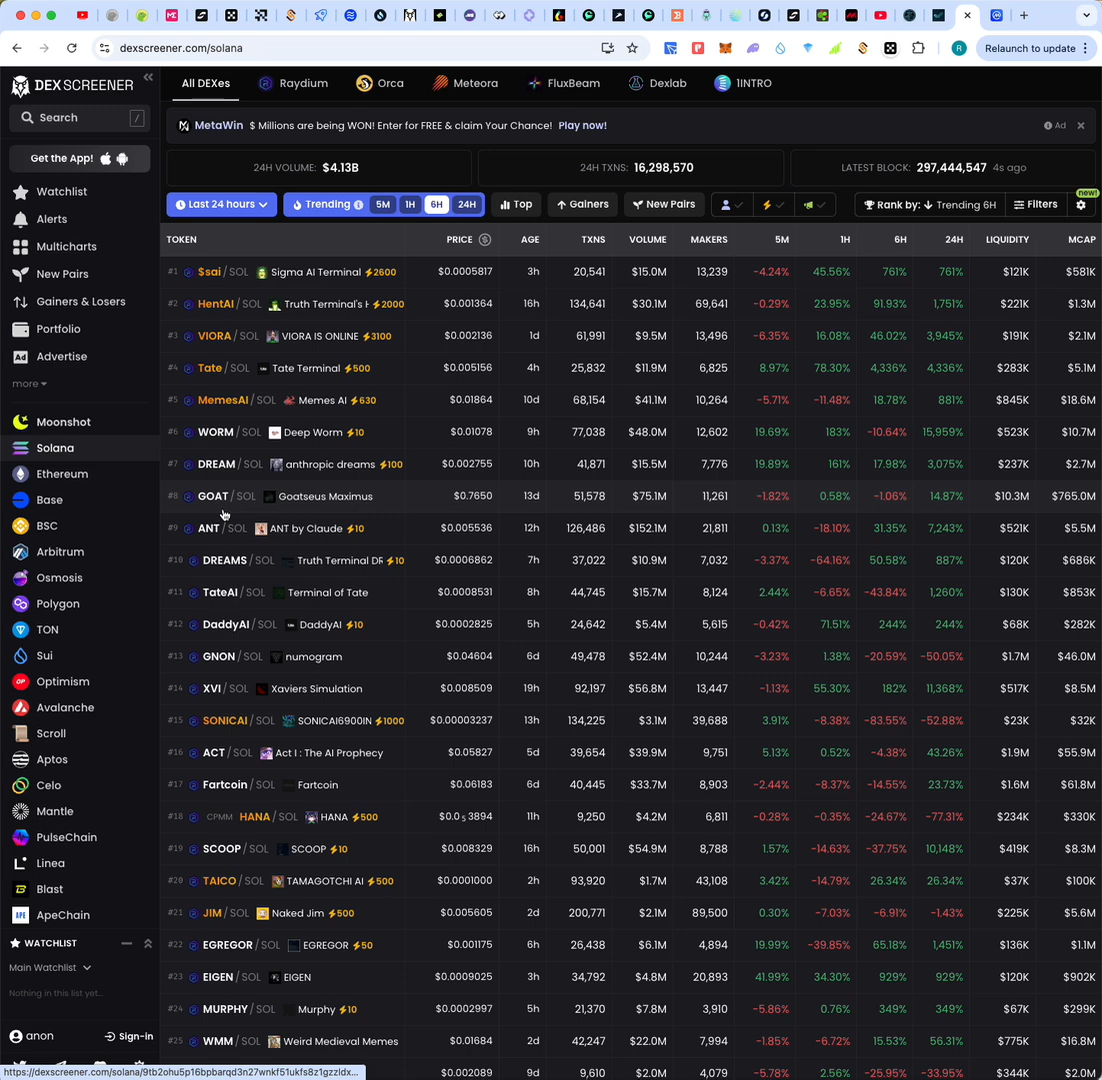 dexscreener.com/solana
R
Relaunch to update
DEX SCREENER
All DEXes Raydium Orca Meteora FluxBeam Dexlab 1INTRO
Search /
MetaWin $ Millions are being WON! Enter for FREE & claim Your Chance! Play now! Ad
Get the App!
24H VOLUME: $4.13B 24H TXNS: 16,298,570 LATEST BLOCK: 297,444,547 4s ago
Watchlist
Alerts
Multicharts
New Pairs
Gainers & Losers
Portfolio
Ad Advertise
more
Moonshot
Solana
Ethereum
Base
BSC
Arbitrum
Osmosis
Polygon
TON
Sui
OP Optimism
Avalanche
Scroll
Aptos
Celo
Mantle
PulseChain
Linea
Blast
APE ApeChain
WATCHLIST
Main Watchlist
Nothing in this list yet...
anon Sign-in
new!
Last 24 hours Trending 5M 1H 6H 24H Top Gainers New Pairs Rank by: Trending 6H Filters
TOKEN PRICE AGE TXNS VOLUME MAKERS 5M 1H 6H 24H LIQUIDITY MCAP
#1 $sai / SOL Sigma AI Terminal 2600 $0.0005817 3h 20,541 $15.0M 13,239 -4.24% 45.56% 761% 761% $121K $581K
#2 HentAI / SOL Truth Terminal's H 2000 $0.001364 16h 134,641 $30.1M 69,641 -0.29% 23.95% 91.93% 1,751% $221K $1.3M
#3 VIORA / SOL VIORA IS ONLINE 3100 $0.002136 1d 61,991 $9.5M 13,496 -6.35% 16.08% 46.02% 3,945% $191K $2.1M
#4 Tate / SOL Tate Terminal 500 $0.005156 4h 25,832 $11.9M 6,825 8.97% 78.30% 4,336% 4,336% $283K $5.1M
#5 MemesAI / SOL Memes AI 630 $0.01864 10d 68,154 $41.1M 10,264 -5.71% -11.48% 18.78% 881% $845K $18.6M
#6 WORM / SOL Deep Worm 10 $0.01078 9h 77,038 $48.0M 12,602 19.69% 183% -10.64% 15,959% $523K $10.7M
#7 DREAM / SOL anthropic dreams 100 $0.002755 10h 41,871 $15.5M 7,776 19.89% 161% 17.98% 3,075% $237K $2.7M
#8 GOAT / SOL Goatseus Maximus $0.7650 13d 51,578 $75.1M 11,261 -1.82% 0.58% -1.06% 14.87% $10.3M $765.0M
#9 ANT / SOL ANT by Claude 10 $0.005536 12h 126,486 $152.1M 21,811 0.13% -18.10% 31.35% 7,243% $521K $5.5M
#10 DREAMS / SOL Truth Terminal DR 10 $0.0006862 7h 37,022 $10.9M 7,032 -3.37% -64.16% 50.58% 887% $120K $686K
#11 TateAI / SOL Terminal of Tate $0.0008531 8h 44,745 $15.7M 8,124 2.44% -6.65% -43.84% 1,260% $130K $853K
#12 DaddyAI / SOL DaddyAI 10 $0.0002825 5h 24,642 $5.4M 5,615 -0.42% 71.51% 244% 244% $68K $282K
#13 GNON / SOL numogram $0.04604 6d 49,478 $52.4M 10,244 -3.23% 1.38% -20.59% -50.05% $1.7M $46.0M
#14 XVI / SOL Xaviers Simulation $0.008509 19h 92,197 $56.8M 13,447 -1.13% 55.30% 182% 11,368% $517K $8.5M
#15 SONICAI / SOL SONICAI6900IN 1000 $0.00003237 13h 134,225 $3.1M 39,688 3.91% -8.38% -83.55% -52.88% $23K $32K
#16 ACT / SOL Act I : The AI Prophecy $0.05827 5d 39,654 $39.9M 9,751 5.13% 0.52% -4.38% 43.26% $1.9M $55.9M
#17 Fartcoin / SOL Fartcoin $0.06183 6d 40,445 $33.7M 8,903 -2.44% -8.37% -14.55% 23.73% $1.6M $61.8M
#18 CPMM HANA / SOL HANA 500 $0.0₅3894 11h 9,250 $4.2M 6,811 -0.28% -0.35% -24.67% -77.31% $234K $330K
#19 SCOOP / SOL SCOOP 10 $0.008329 16h 50,001 $54.9M 8,788 1.57% -14.63% -37.75% 10,148% $419K $8.3M
#20 TAICO / SOL TAMAGOTCHI AI 500 $0.0001000 2h 93,920 $1.7M 43,108 3.42% -14.79% 26.34% 26.34% $37K $100K
#21 JIM / SOL Naked Jim 500 $0.005605 2d 200,771 $2.1M 89,500 0.30% -7.03% -6.91% -1.43% $225K $5.6M
#22 EGREGOR / SOL EGREGOR 50 $0.001175 6h 26,438 $6.1M 4,894 19.99% -39.85% 65.18% 1,451% $136K $1.1M
#23 EIGEN / SOL EIGEN $0.0009025 3h 34,792 $4.8M 20,893 41.99% 34.30% 929% 929% $120K $902K
#24 MURPHY / SOL Murphy 10 $0.0002997 5h 21,370 $7.8M 3,910 -5.86% 0.76% 349% 349% $67K $299K
#25 WMM / SOL Weird Medieval Memes $0.01684 2d 42,247 $22.0M 7,994 -1.85% -6.72% 15.53% 56.31% $775K $16.8M
$0.002089 9d 9,610 $2.0M 4,079 -5.78% 2.56% -25.95% -33.95% $344K $2.0M
https://dexscreener.com/solana/9tb2ohu5p16bpbarqd3n27wnkf51ukfs8z1gzzldx...